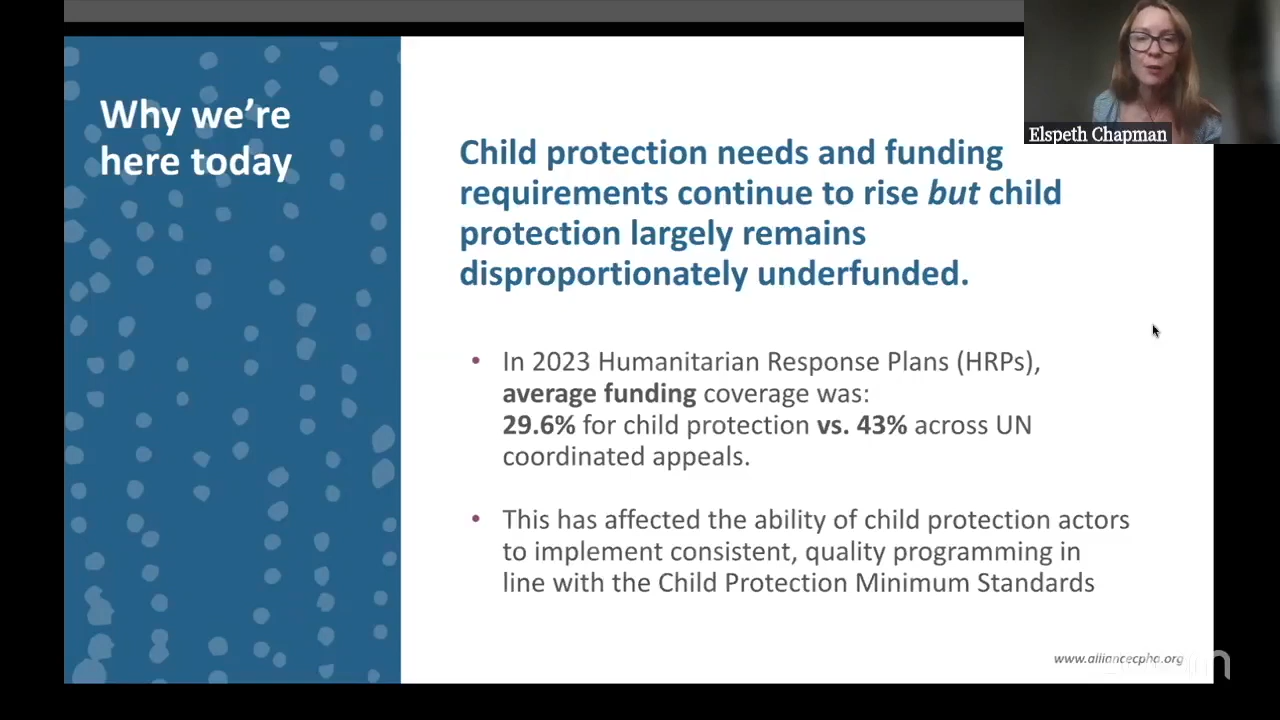 Why we’re
here today
Elspeth Chapman
Child protection needs and funding
requirements continue to rise but child
protection largely remains
disproportionately underfunded.
• In 2023 Humanitarian Response Plans (HRPs),
average funding coverage was:
29.6% for child protection vs. 43% across UN
coordinated appeals.
• This has affected the ability of child protection actors
to implement consistent, quality programming in
line with the Child Protection Minimum Standards
www.alliancecpha.org